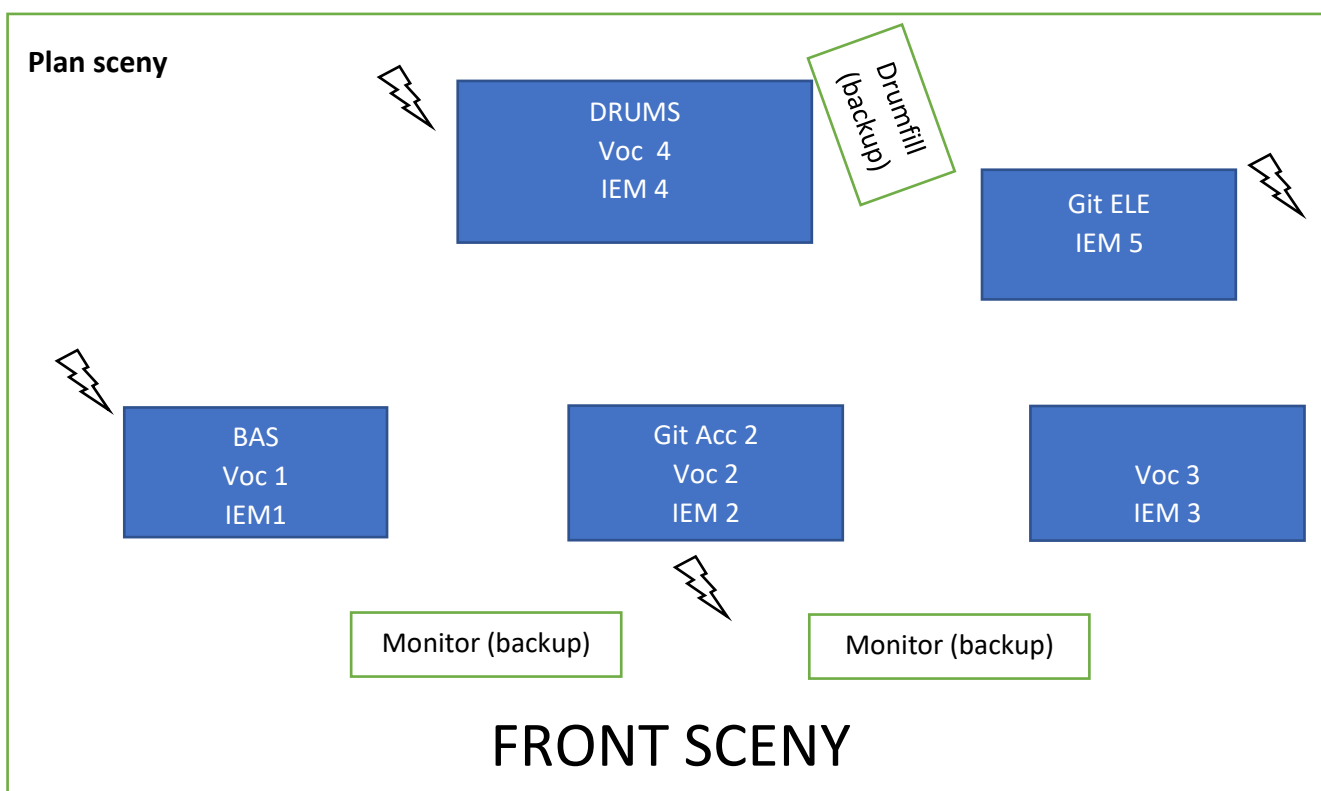 Plan sceny
DRUMS
Voc 4
IEM 4
Drumfill
(backup)
Git ELE
IEM 5
BAS
Voc 1
IEM1
Git Acc 2
Voc 2
IEM 2
Voc 3
IEM 3
Monitor (backup)
Monitor (backup)
FRONT SCENY